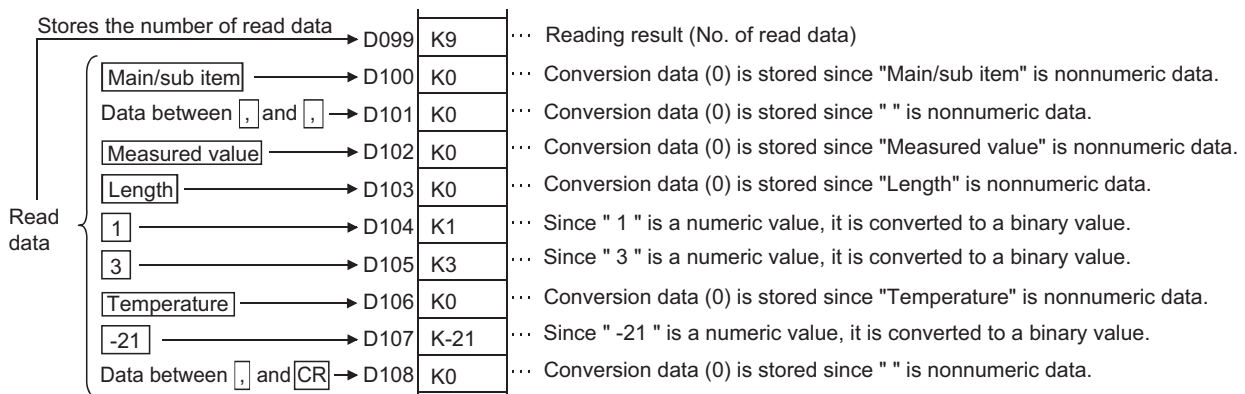 Stores the number of read data D099 K9 ··· Reading result (No. of read data)
Main/sub item D100 K0 ··· Conversion data (0) is stored since "Main/sub item" is nonnumeric data.
Data between , and , D101 K0 ··· Conversion data (0) is stored since " " is nonnumeric data.
Measured value D102 K0 ··· Conversion data (0) is stored since "Measured value" is nonnumeric data.
Length D103 K0 ··· Conversion data (0) is stored since "Length" is nonnumeric data.
Read data
1 D104 K1 ··· Since " 1 " is a numeric value, it is converted to a binary value.
3 D105 K3 ··· Since " 3 " is a numeric value, it is converted to a binary value.
Temperature D106 K0 ··· Conversion data (0) is stored since "Temperature" is nonnumeric data.
-21 D107 K-21 ··· Since " -21 " is a numeric value, it is converted to a binary value.
Data between , and CR D108 K0 ··· Conversion data (0) is stored since " " is nonnumeric data.